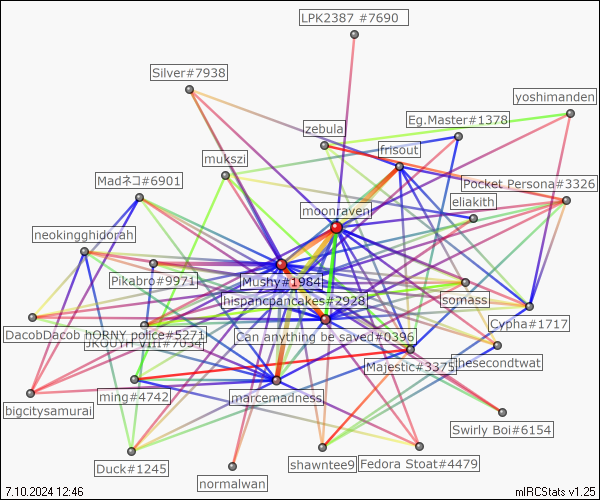 LPK2387 #7690
Silver#7938
yoshimanden
Eg.Master#1378
zebula
frisout
mukszi
Madネコ#6901
Pocket Persona#3326
eliakith
moonraven
neokingghidorah
Pikabro#9971
Mushy#1984
hispancpancakes#2928
somass
Cypha#1717
DacobDacob
hORNY police#5271
Can anything be saved#0396
thesecondtwat
Majestic#3375
ming#4742
marcemadness
bigcitysamurai
Swirly Boi#6154
Duck#1245
shawntee9
Fedora Stoat#4479
normalwan
7.10.2024 12:46
mIRCStats v1.25